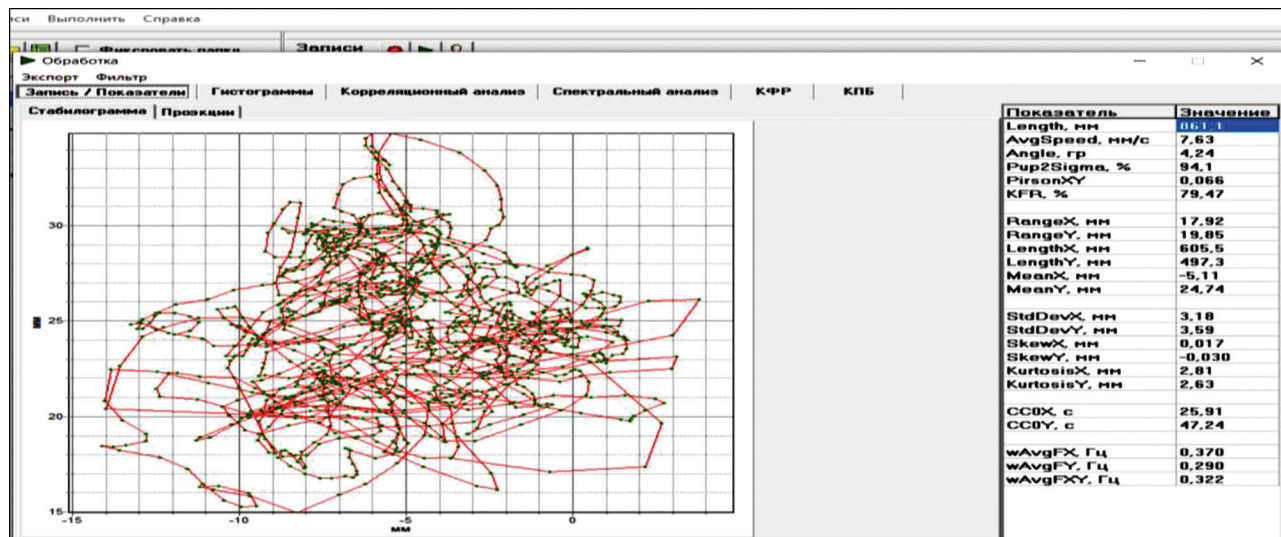 си Выполнить Справка
Фиксировать папку
Записи
Обработка
Экспорт Фильтр
Запись / Показатели Гистограммы Корреляционный анализ Спектральный анализ КФР КПБ
Стабилограмма Проэкции
Показатель Значение
Length, мм 861,1
AvgSpeed, мм/с 7,63
Angle, гр 4,24
Pup2Sigma, % 94,1
PirsonXY 0,066
KFR, % 79,47
RangeX, мм 17,92
RangeY, мм 19,85
LengthX, мм 605,5
LengthY, мм 497,3
MeanX, мм -5,11
MeanY, мм 24,74
StdDevX, мм 3,18
StdDevY, мм 3,59
SkewX, мм 0,017
SkewY, мм -0,030
KurtosisX, мм 2,81
KurtosisY, мм 2,63
CC0X, с 25,91
CC0Y, с 47,24
wAvgFX, Гц 0,370
wAvgFY, Гц 0,290
wAvgFXY, Гц 0,322
30
25
20
15
мм
-15 -10 -5 0
мм